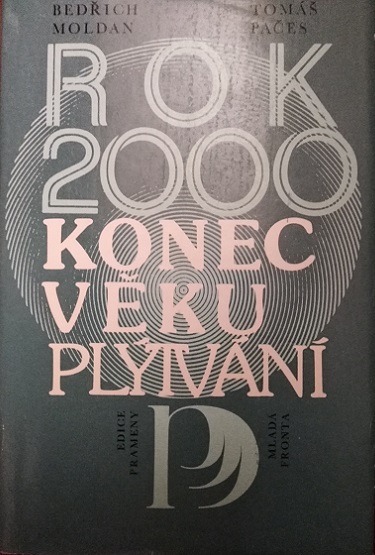 BEDŘICH
MOLDAN
TOMÁŠ
PAČES
ROK
2000
KONEC
VĚKU
PLÝTVÁNÍ
EDICE
PRAMENY
MLADÁ
FRONTA